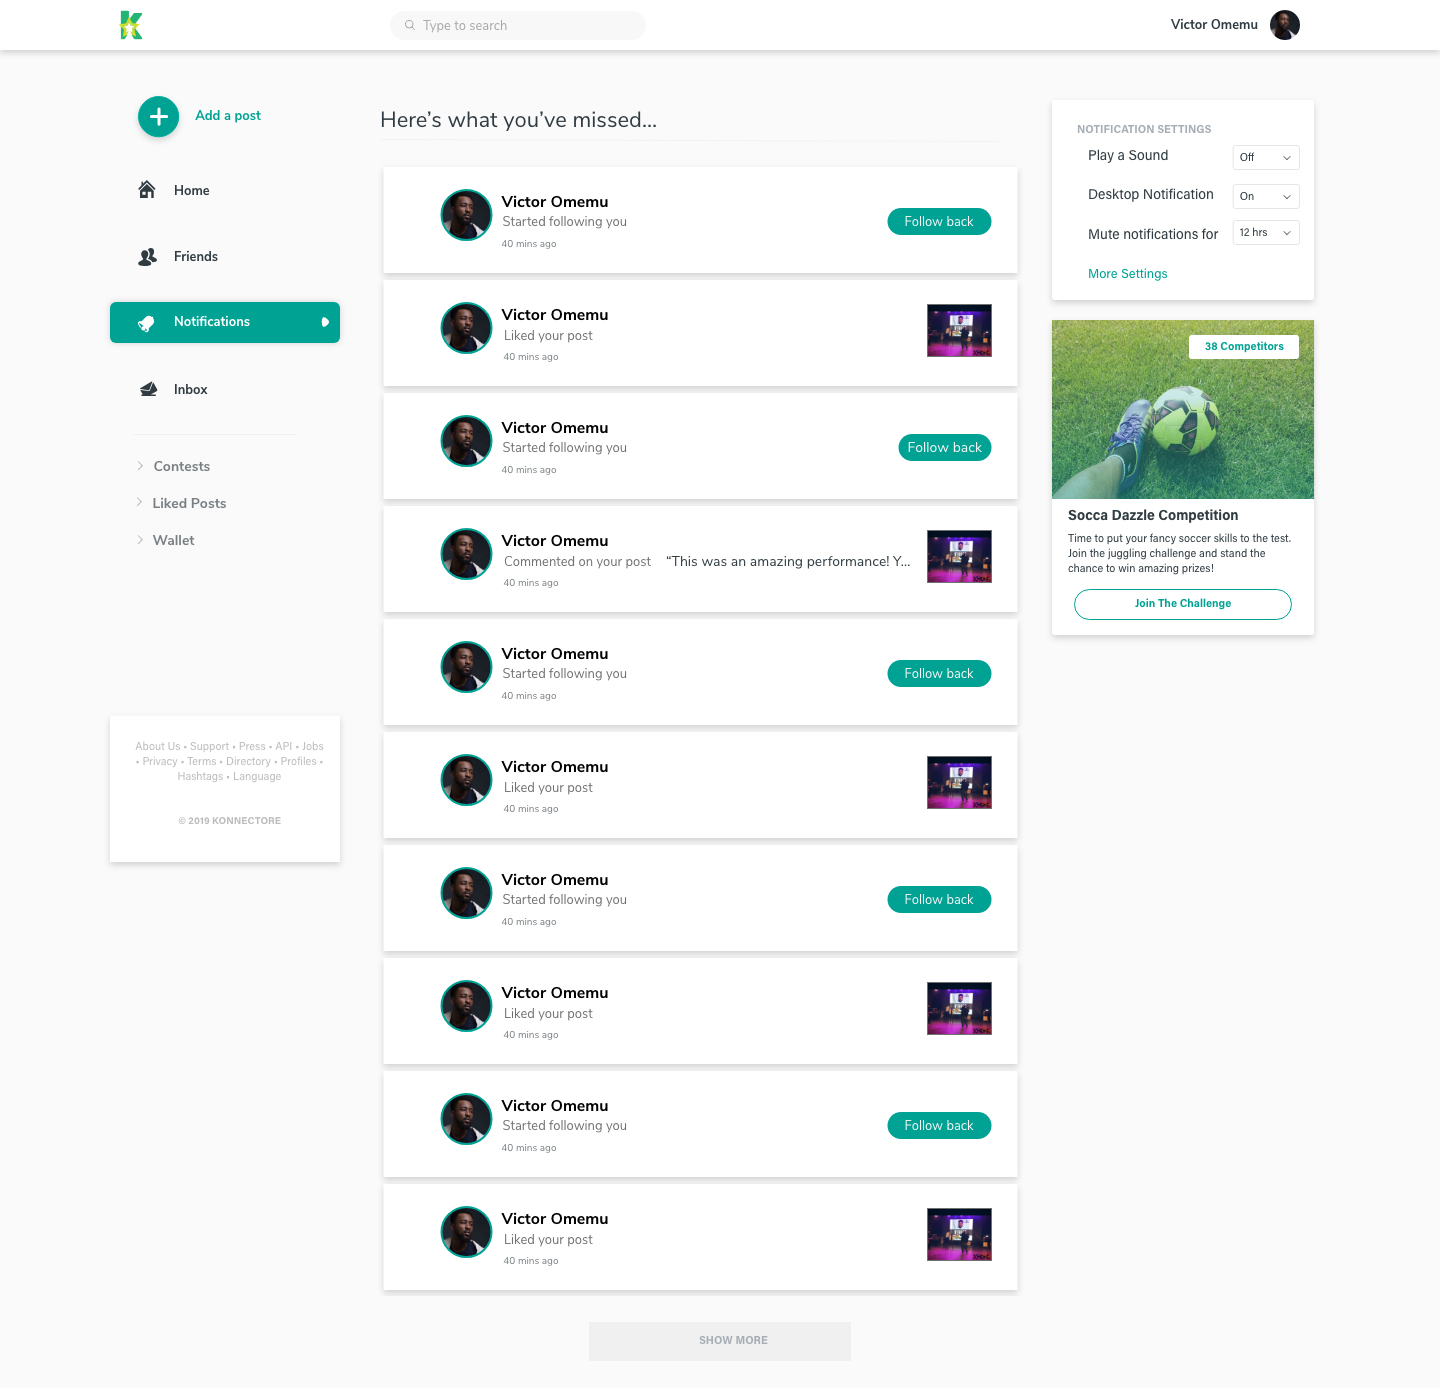 Type to search
Victor Omemu
Add a post
Home
Friends
Notifications
Inbox
Contests
Liked Posts
Wallet
About Us • Support • Press • API • Jobs
• Privacy • Terms • Directory • Profiles •
Hashtags • Language
© 2019 KONNECTORE
Here’s what you’ve missed...
Victor Omemu
Started following you
40 mins ago
Follow back
Victor Omemu
Liked your post
40 mins ago
Victor Omemu
Started following you
40 mins ago
Follow back
Victor Omemu
Commented on your post “This was an amazing performance! Y...
40 mins ago
Victor Omemu
Started following you
40 mins ago
Follow back
Victor Omemu
Liked your post
40 mins ago
Victor Omemu
Started following you
40 mins ago
Follow back
Victor Omemu
Liked your post
40 mins ago
Victor Omemu
Started following you
40 mins ago
Follow back
Victor Omemu
Liked your post
40 mins ago
SHOW MORE
NOTIFICATION SETTINGS
Play a Sound Off
Desktop Notification On
Mute notifications for 12 hrs
More Settings
38 Competitors
Socca Dazzle Competition
Time to put your fancy soccer skills to the test.
Join the juggling challenge and stand the
chance to win amazing prizes!
Join The Challenge